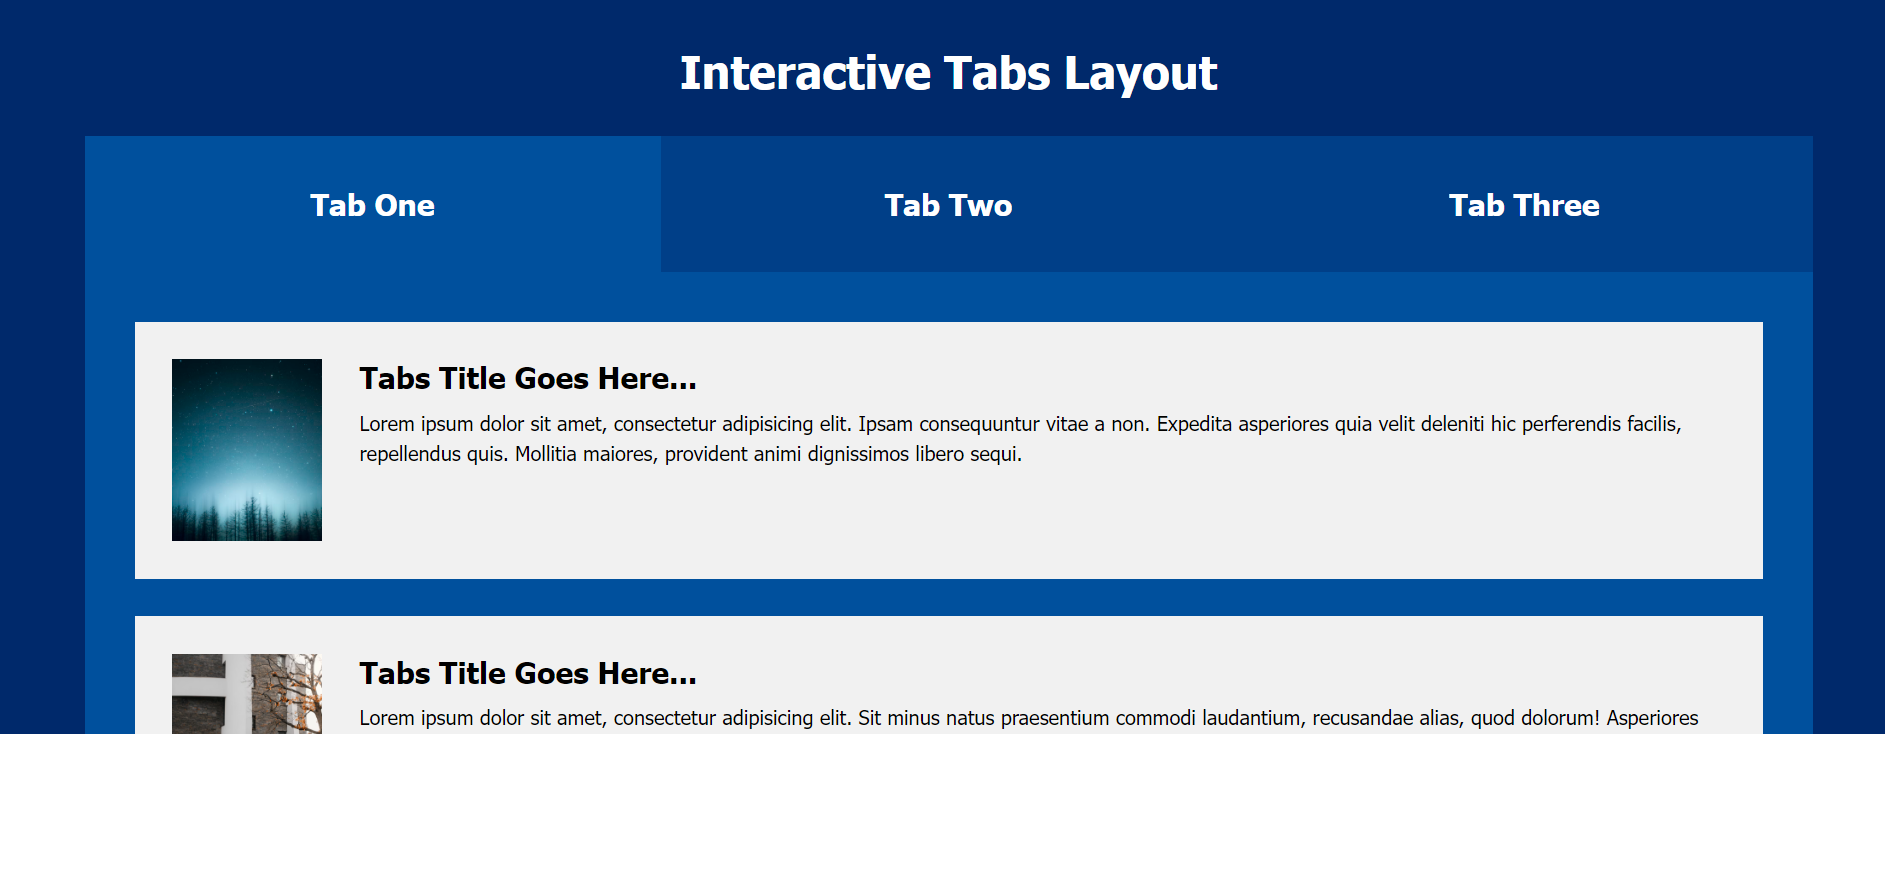 Interactive Tabs Layout
Tab One
Tab Two
Tab Three
Tabs Title Goes Here...
Lorem ipsum dolor sit amet, consectetur adipisicing elit. Ipsam consequuntur vitae a non. Expedita asperiores quia velit deleniti hic perferendis facilis,
repellendus quis. Mollitia maiores, provident animi dignissimos libero sequi.
Tabs Title Goes Here...
Lorem ipsum dolor sit amet, consectetur adipisicing elit. Sit minus natus praesentium commodi laudantium, recusandae alias, quod dolorum! Asperiores